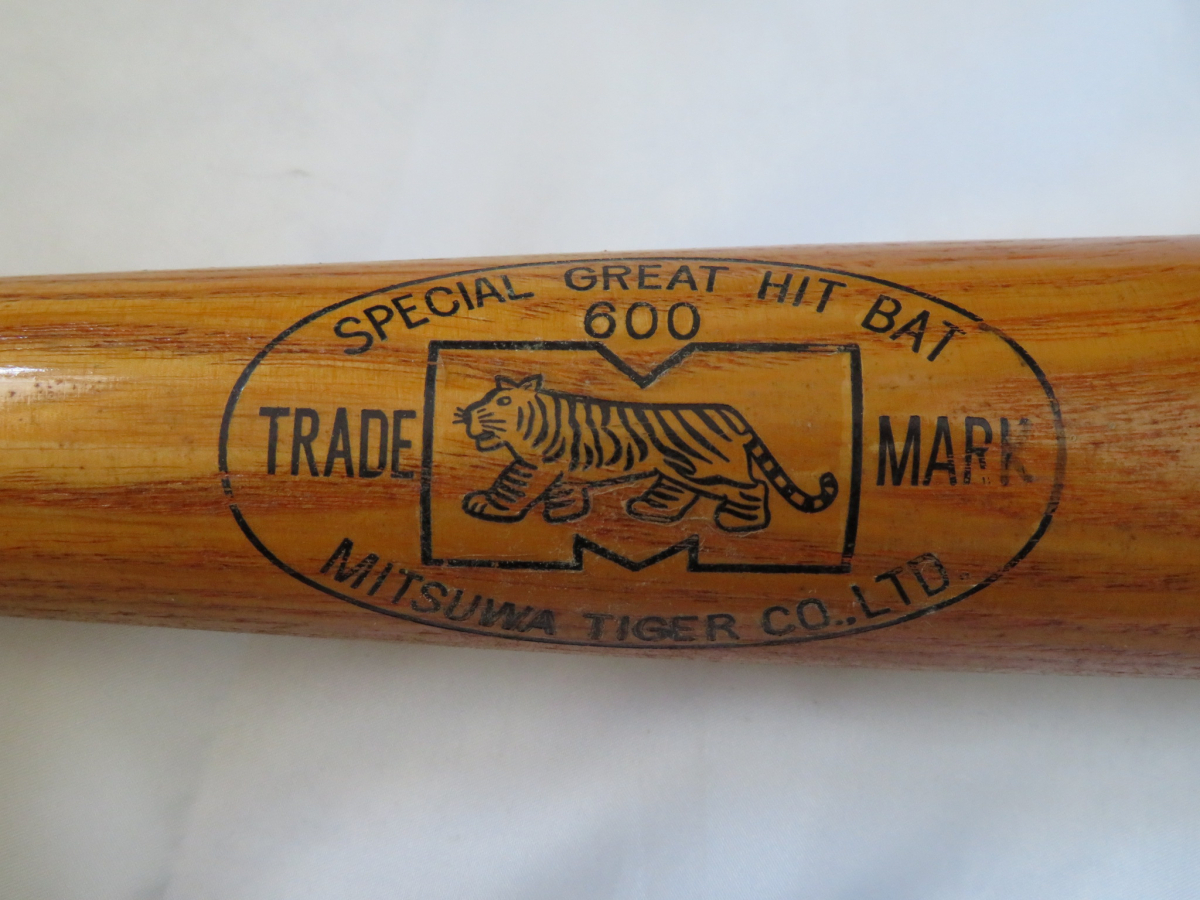 SPECIAL GREAT HIT BAT
600
TRADE MARK
MITSUWA TIGER CO., LTD.